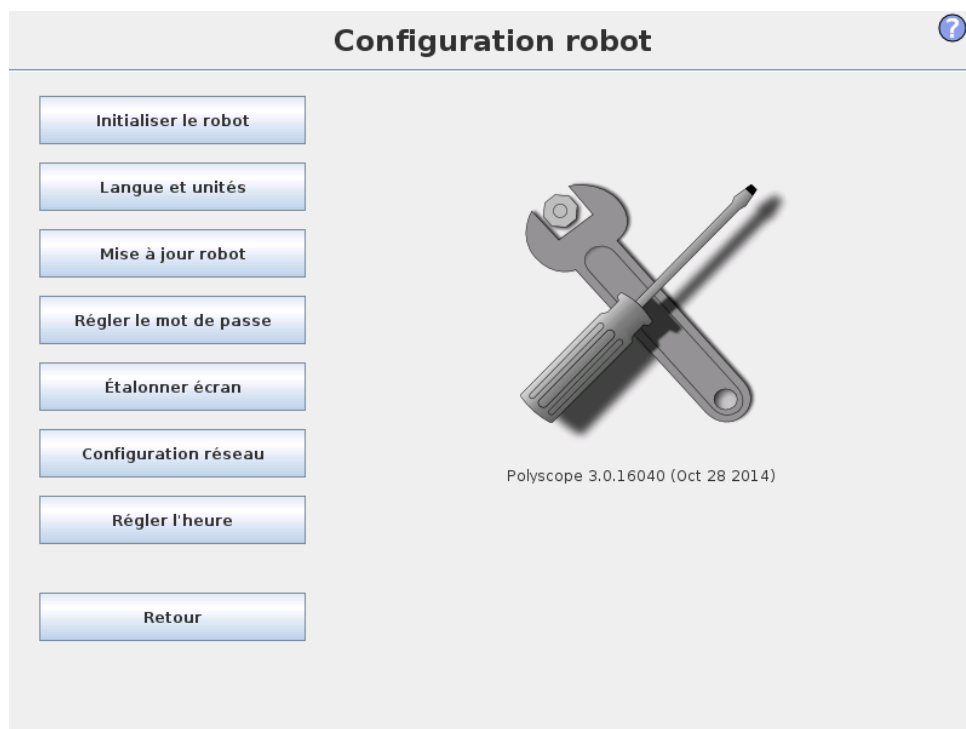 Configuration robot
?
Initialiser le robot
Langue et unités
Mise à jour robot
Régler le mot de passe
Étalonner écran
Configuration réseau
Régler l'heure
Retour
Polyscope 3.0.16040 (Oct 28 2014)